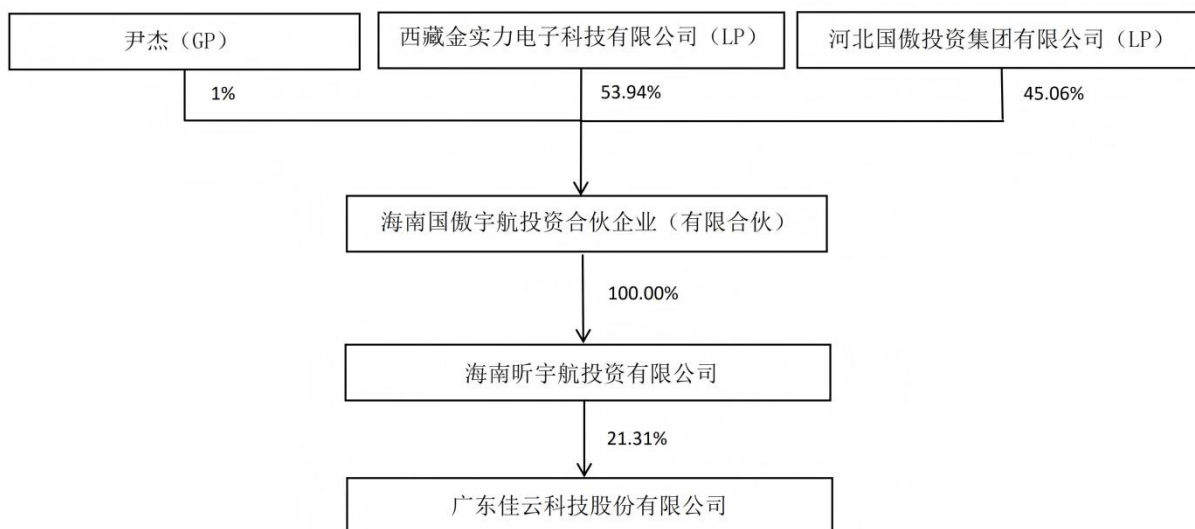 尹杰（GP）
西藏金实力电子科技有限公司（LP）
河北国傲投资集团有限公司（LP）
1%
53.94%
45.06%
海南国傲宇航投资合伙企业（有限合伙）
100.00%
海南昕宇航投资有限公司
21.31%
广东佳云科技股份有限公司